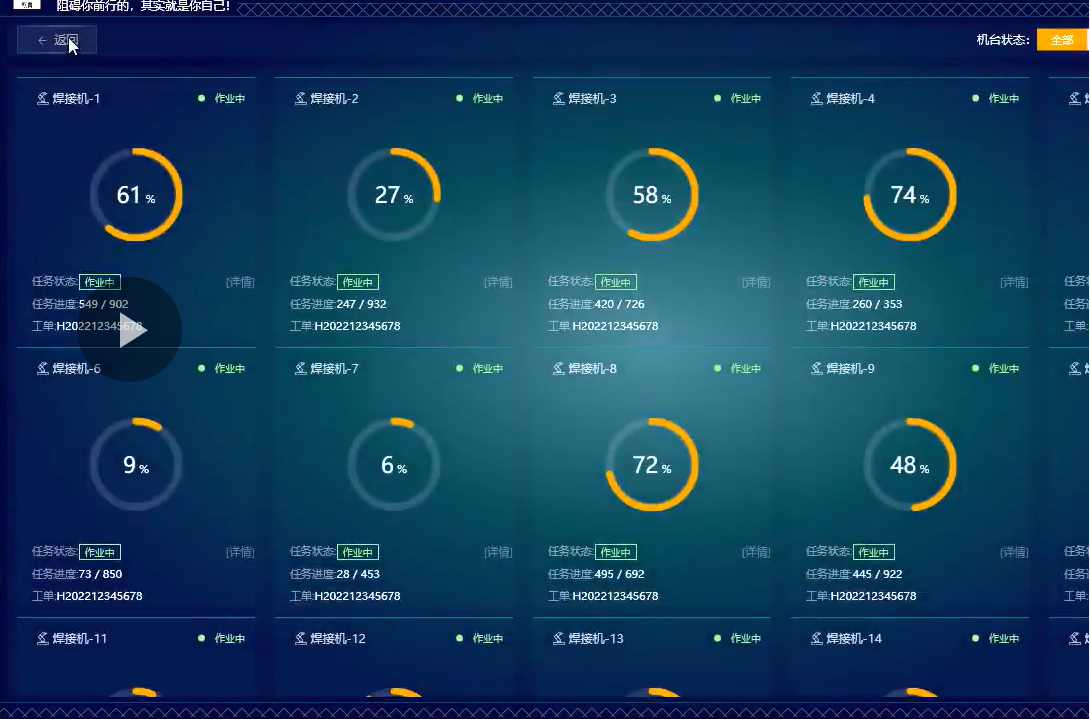 阻碍你前行的，其实就是你自己!
← 返回
机台状态: 全部
焊接机-1 作业中
61 %
任务状态: 作业中 [详情]
任务进度:549 / 902
工单:H202212345678
焊接机-2 作业中
27 %
任务状态: 作业中 [详情]
任务进度:247 / 932
工单:H202212345678
焊接机-3 作业中
58 %
任务状态: 作业中 [详情]
任务进度:420 / 726
工单:H202212345678
焊接机-4 作业中
74 %
任务状态: 作业中 [详情]
任务进度:260 / 353
工单:H202212345678
任务
任务
工单:
焊接机-6 作业中
9 %
任务状态: 作业中 [详情]
任务进度:73 / 850
工单:H202212345678
焊接机-7 作业中
6 %
任务状态: 作业中 [详情]
任务进度:28 / 453
工单:H202212345678
焊接机-8 作业中
72 %
任务状态: 作业中 [详情]
任务进度:495 / 692
工单:H202212345678
焊接机-9 作业中
48 %
任务状态: 作业中 [详情]
任务进度:445 / 922
工单:H202212345678
任务
任务
工单:
焊接机-11 作业中
焊接机-12 作业中
焊接机-13 作业中
焊接机-14 作业中